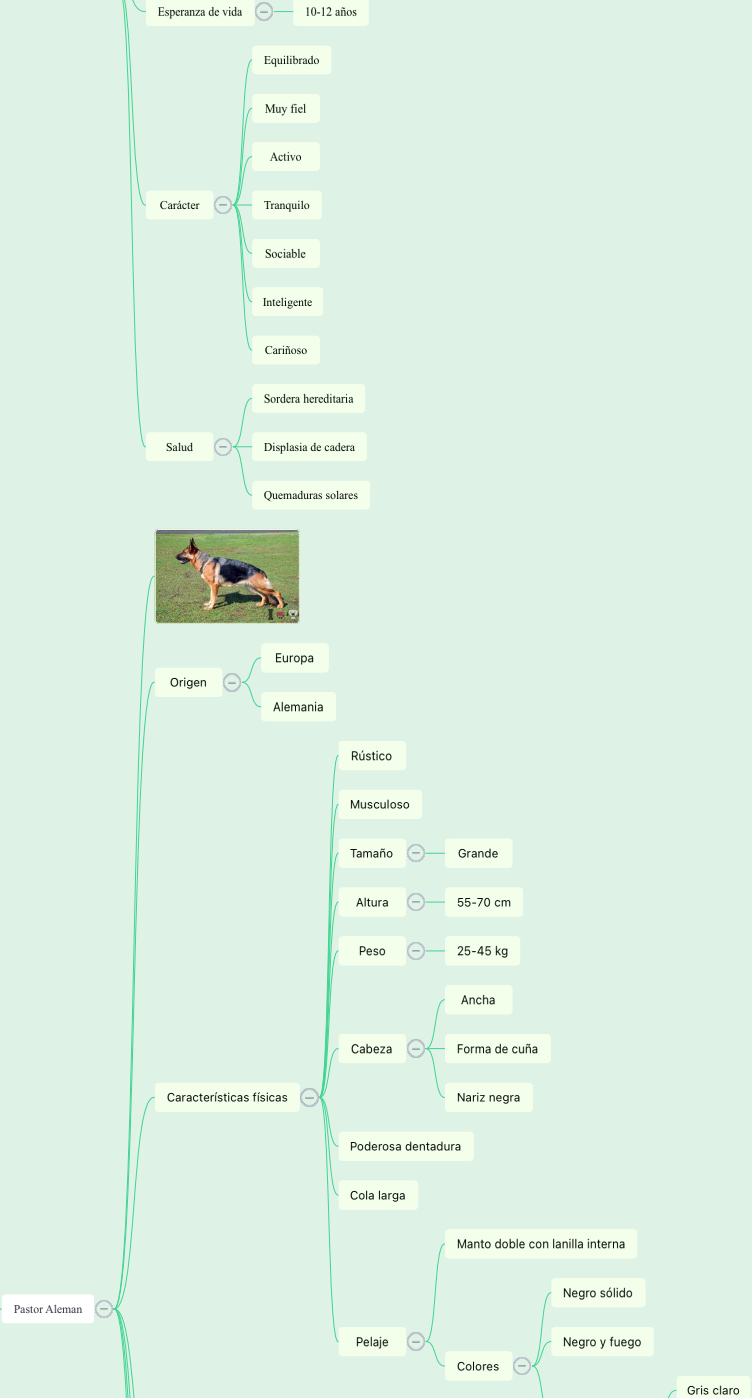 Esperanza de vida
10-12 años
Equilibrado
Muy fiel
Activo
Carácter
Tranquilo
Sociable
Inteligente
Cariñoso
Sordera hereditaria
Salud
Displasia de cadera
Quemaduras solares
Europa
Origen
Alemania
Rústico
Musculoso
Tamaño
Grande
Altura
55-70 cm
Peso
25-45 kg
Ancha
Cabeza
Forma de cuña
Nariz negra
Características físicas
Poderosa dentadura
Cola larga
Manto doble con lanilla interna
Negro sólido
Pastor Aleman
Pelaje
Negro y fuego
Colores
Gris claro